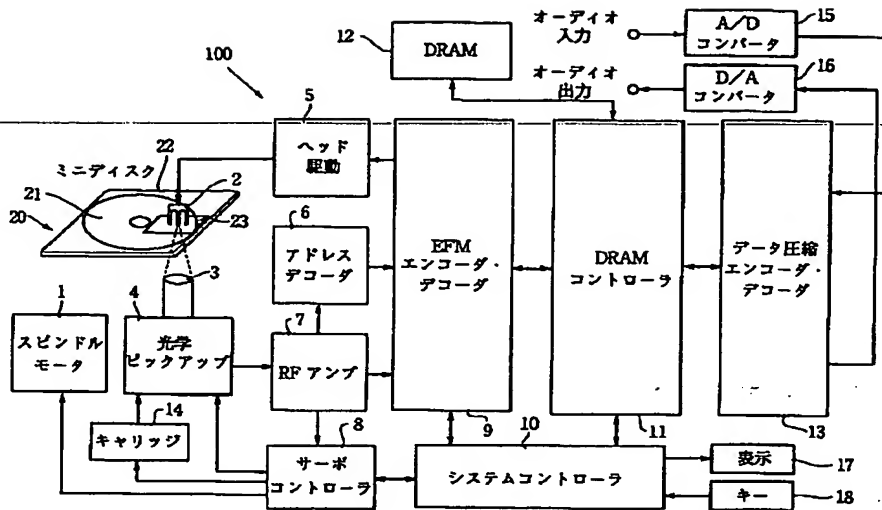 オーディオ
入力
A/D
コンバータ
15
12
DRAM
オーディオ
出力
D/A
コンバータ
16
100
5
ヘッド
駆動
22
ミニディスク
21
2
20
23
6
アドレス
デコーダ
EFM
エンコーダ・
デコーダ
DRAM
コントローラ
データ圧縮
エンコーダ・
デコーダ
3
1
スピンドル
モータ
4
光学
ピックアップ
7
RFアンプ
14
キャリッジ
8
サーボ
コントローラ
9
10
システムコントローラ
11
13
表示
17
キー
18